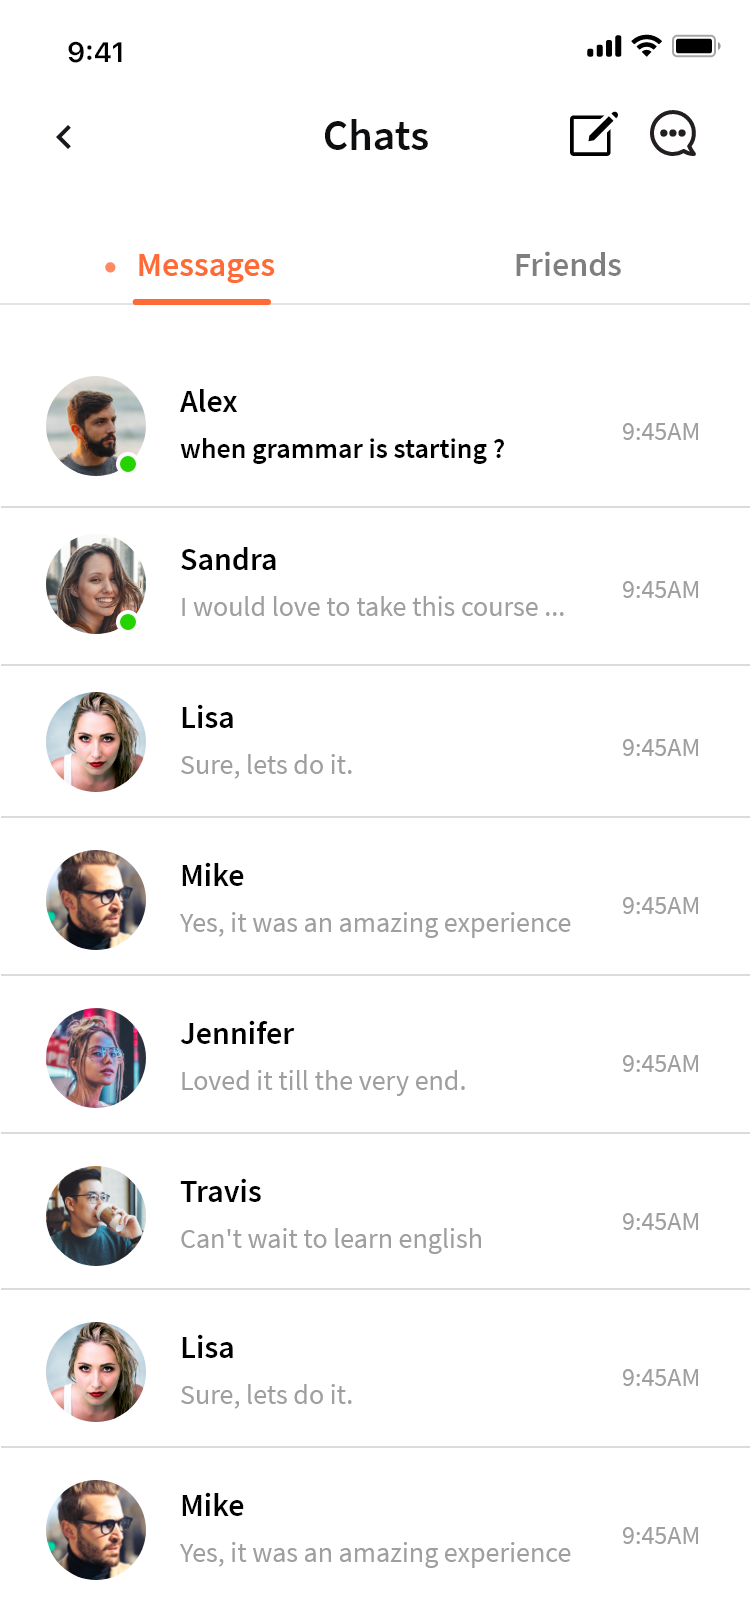 9:41
Chats
Messages
Friends
Alex
when grammar is starting ?
9:45AM
Sandra
I would love to take this course ...
9:45AM
Lisa
Sure, lets do it.
9:45AM
Mike
Yes, it was an amazing experience
9:45AM
Jennifer
Loved it till the very end.
9:45AM
Travis
Can't wait to learn english
9:45AM
Lisa
Sure, lets do it.
9:45AM
Mike
Yes, it was an amazing experience
9:45AM